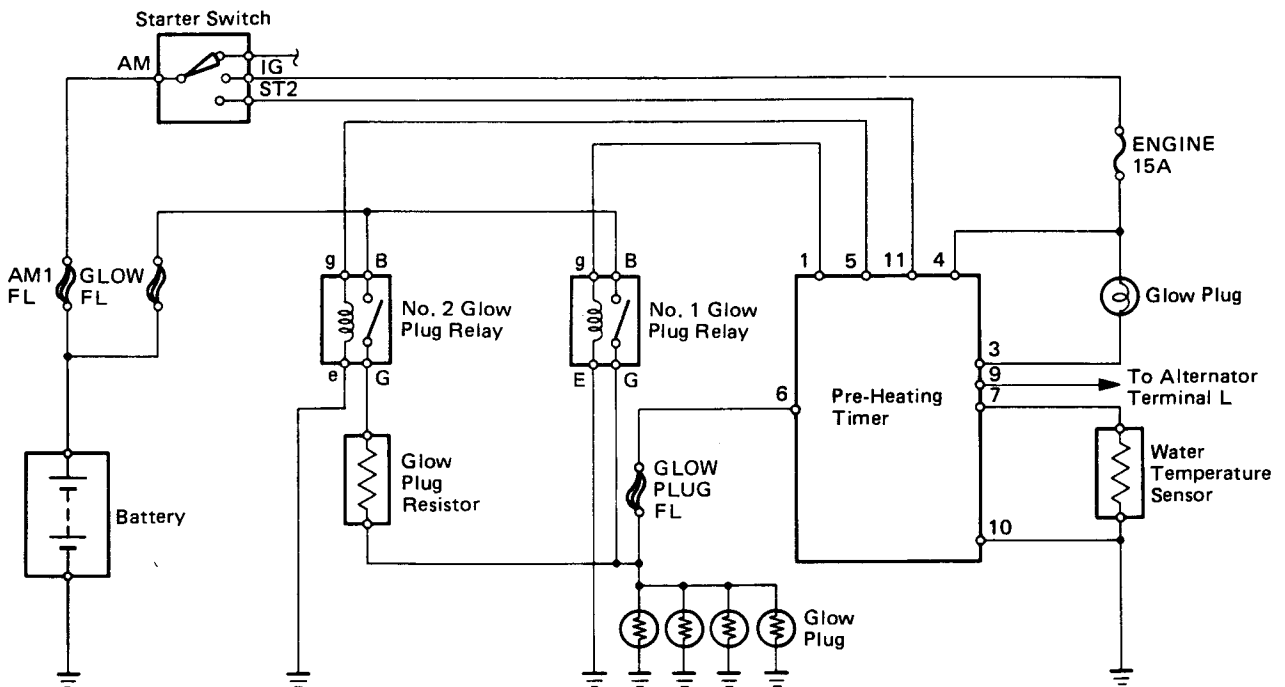 Starter Switch
AM
IG
ST2
ENGINE
15A
AM1
FL
GLOW
FL
g
B
No. 2 Glow
Plug Relay
e
G
g
B
No. 1 Glow
Plug Relay
E
G
1
5
11
4
Glow Plug
3
9
To Alternator
Terminal L
7
6
Pre-Heating
Timer
Water
Temperature
Sensor
10
Battery
Glow
Plug
Resistor
GLOW
PLUG
FL
Glow
Plug